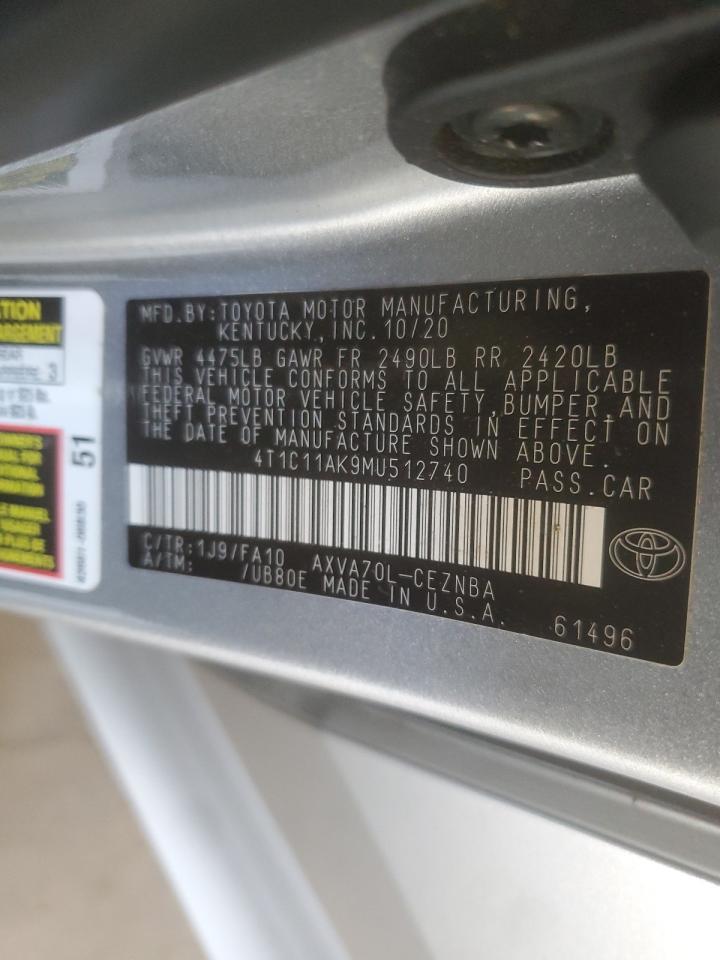 MFD.BY:TOYOTA MOTOR MANUFACTURING,
KENTUCKY, INC. 10/20
GVWR 4475LB GAWR FR 2490LB RR 2420LB
THIS VEHICLE CONFORMS TO ALL APPLICABLE
FEDERAL MOTOR VEHICLE SAFETY,BUMPER,AND
THEFT PREVENTION STANDARDS IN EFFECT ON
THE DATE OF MANUFACTURE SHOWN ABOVE.
4T1C11AK9MU512740 PASS.CAR
C/TR:1J9/FA10 AXVA70L-CEZNBA
A/TM: /UB80E MADE IN U.S.A.
61496
51
3